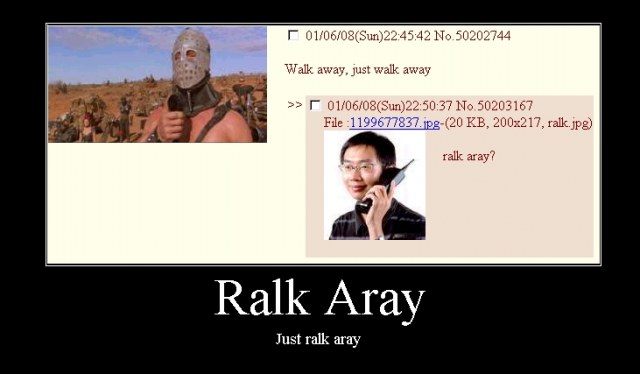 01/06/08(Sun)22:45:42 No.50202744
Walk away, just walk away
>> 01/06/08(Sun)22:50:37 No.50203167
File :1199677837.jpg-(20 KB, 200x217, ralk.jpg)
ralk aray?
Ralk Aray
Just ralk aray